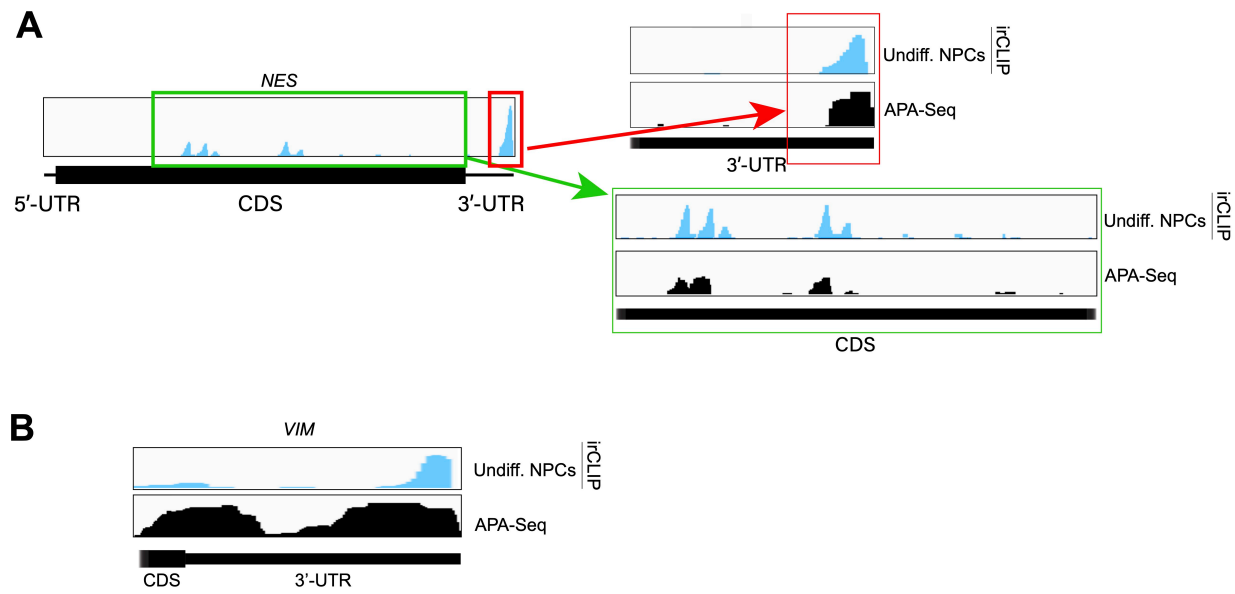 A
NES
5′-UTR
CDS
3′-UTR
Undiff. NPCs
irCLIP
APA-Seq
3′-UTR
Undiff. NPCs
irCLIP
APA-Seq
CDS
B
VIM
Undiff. NPCs
irCLIP
APA-Seq
CDS
3′-UTR